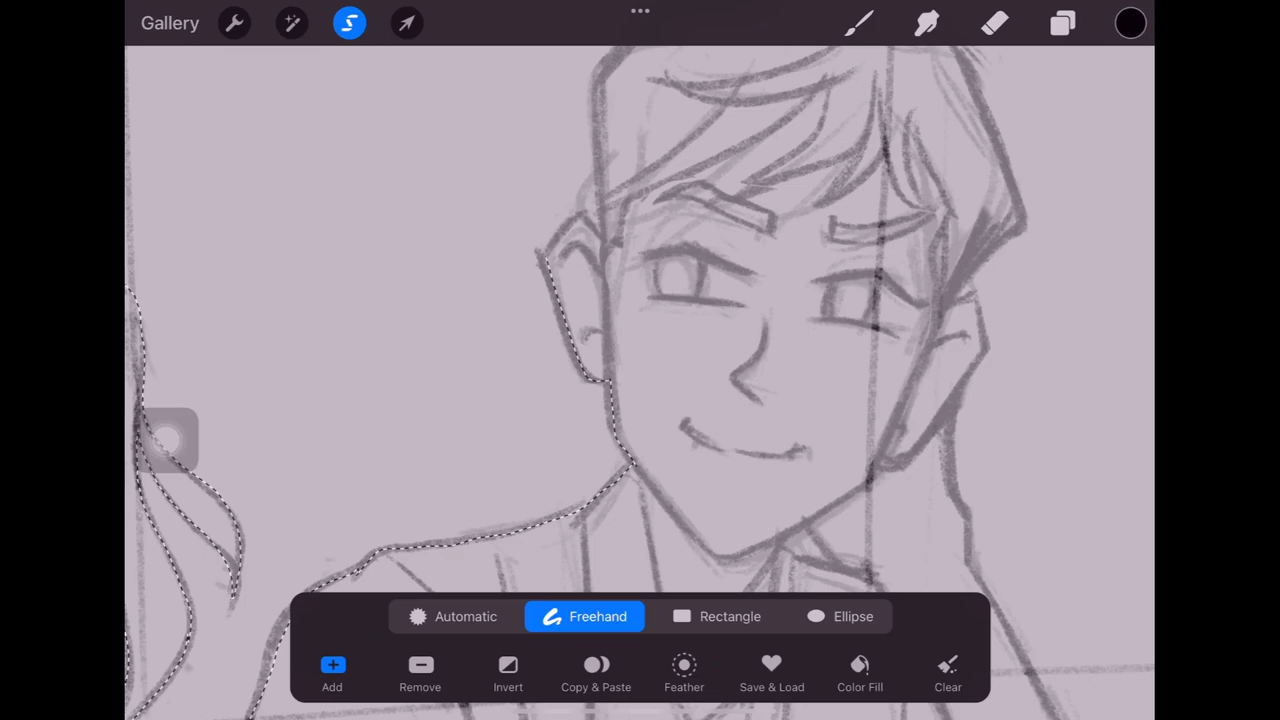 Gallery
Automatic Freehand Rectangle Ellipse
Add Remove Invert Copy & Paste Feather Save & Load Color Fill Clear